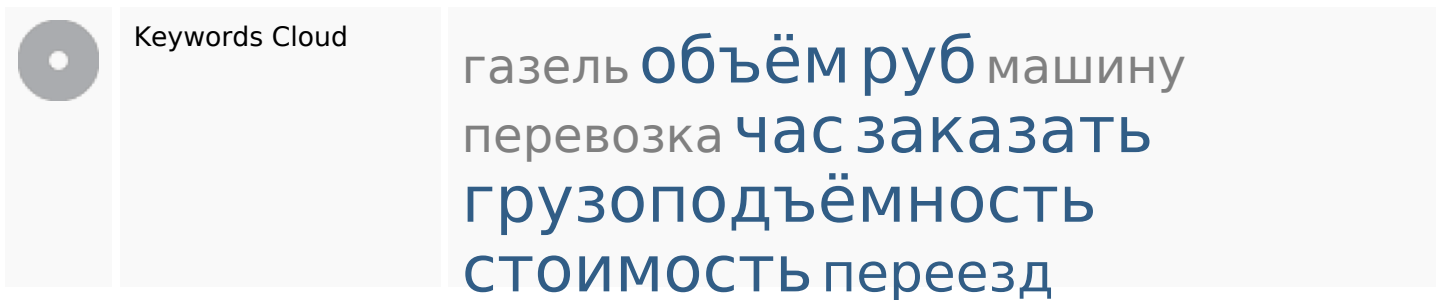 Keywords Cloud
газель объём руб машину
перевозка час заказать
грузоподъёмность
стоимость переезд